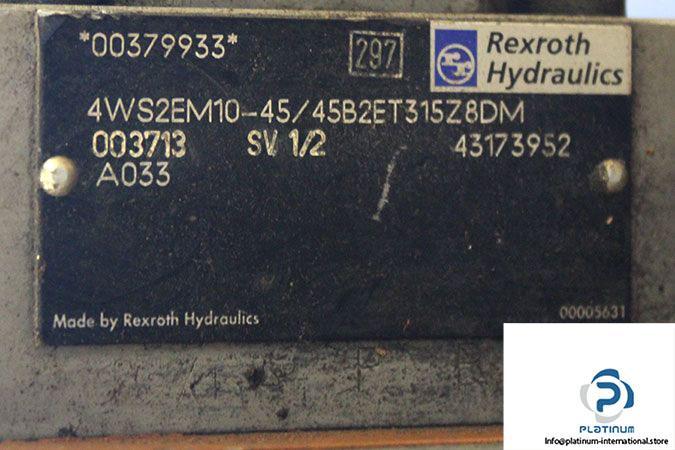 *00379933*
297
Rexroth
Hydraulics
4WS2EM10-45/45B2ET315Z8DM
003713 SV 1/2 43173952
A033
Made by Rexroth Hydraulics
00005631
PLATINUM
Info@platinum-international.store